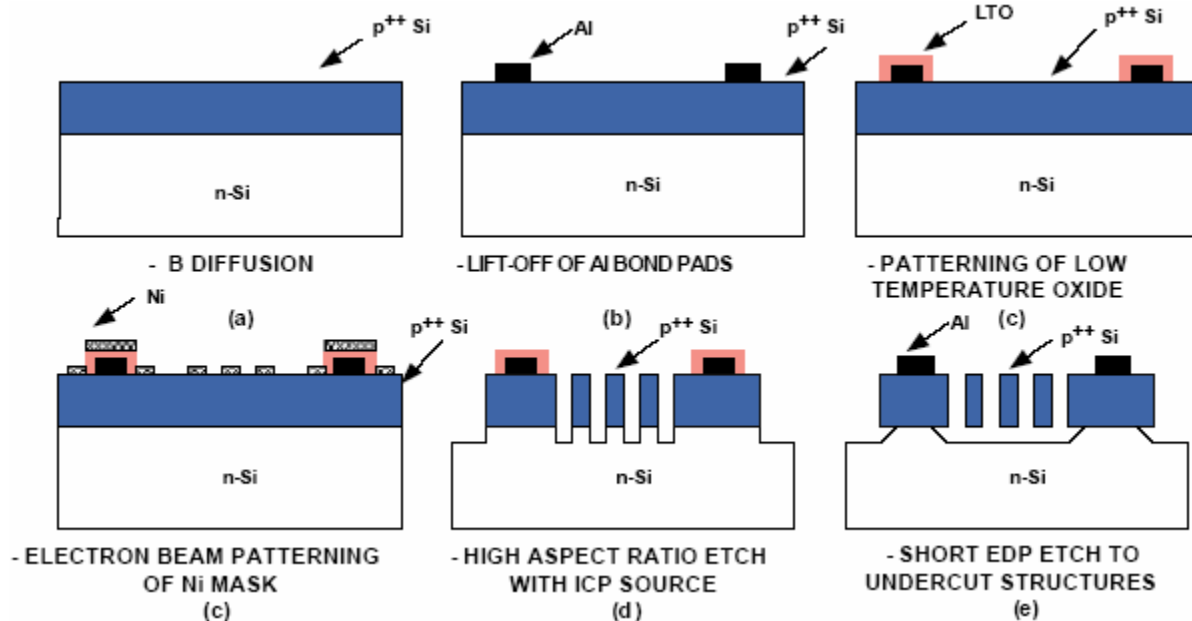 p++ Si
n-Si
- B DIFFUSION
(a)
Al
p++ Si
n-Si
-LIFT-OFF OF Al BOND PADS
(b)
LTO
p++ Si
n-Si
- PATTERNING OF LOW
TEMPERATURE OXIDE
(c)
Ni
p++ Si
n-Si
- ELECTRON BEAM PATTERNING
OF Ni MASK
(c)
p++ Si
n-Si
- HIGH ASPECT RATIO ETCH
WITH ICP SOURCE
(d)
Al
p++ Si
n-Si
- SHORT EDP ETCH TO
UNDERCUT STRUCTURES
(e)